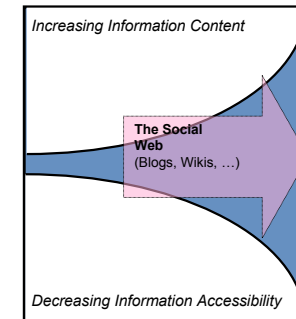 Increasing Information Content
The Social
Web
(Blogs, Wikis, …)
Decreasing Information Accessibility